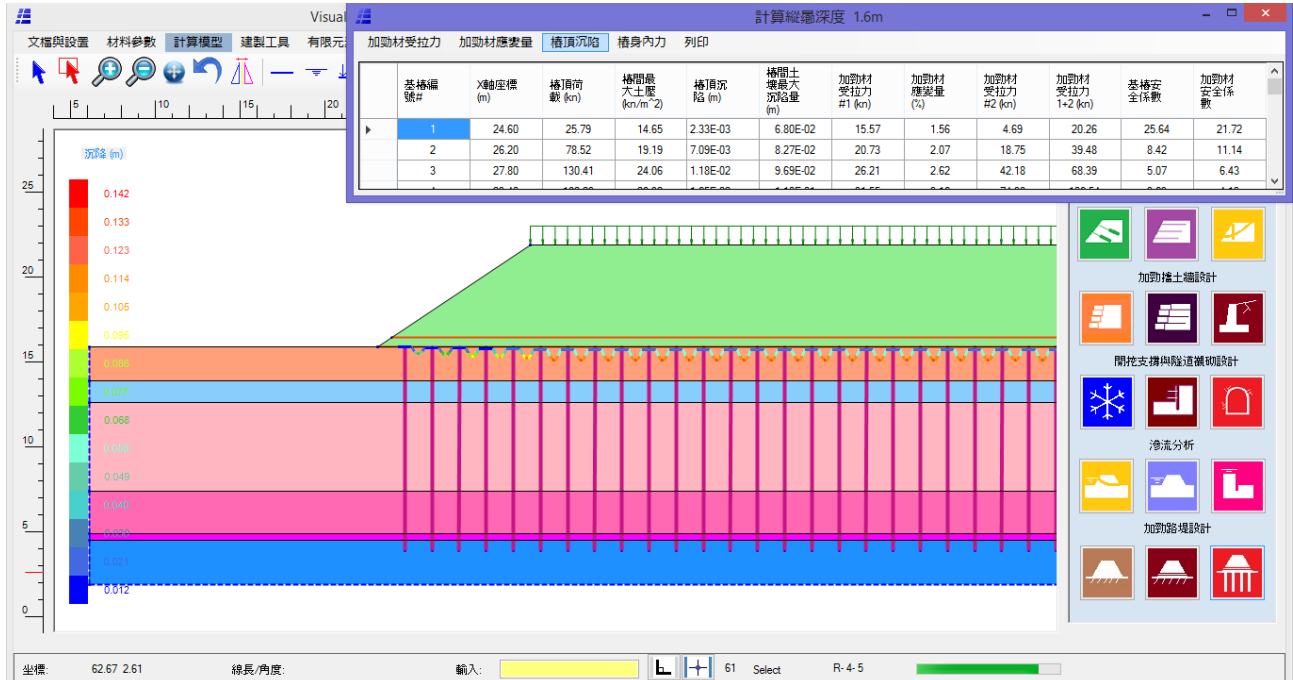 Visual
文檔與設置 材料參數 計算模型 建製工具 有限元
計算縱壩深度 1.6m
加勁材受拉力 加勁材應變量 樁頂沉陷 樁身內力 列印
基樁編號# X軸座標 (m) 樁頂荷載 (kn) 樁間最大土壓 (kn/m^2) 樁頂沉陷 (m) 樁間土壤最大沉陷量 (m) 加勁材受拉力 #1 (kn) 加勁材應變量 (%) 加勁材受拉力 #2 (kn) 加勁材受拉力 1+2 (kn) 基樁安全係數 加勁材安全係數
1 24.60 25.79 14.65 2.33E-03 6.80E-02 15.57 1.56 4.69 20.26 25.64 21.72
2 26.20 78.52 19.19 7.09E-03 8.27E-02 20.73 2.07 18.75 39.48 8.42 11.14
3 27.80 130.41 24.06 1.18E-02 9.69E-02 26.21 2.62 42.18 68.39 5.07 6.43
5 10 15 20
25
20
15
10
5
0
沉降 (m)
0.142
0.133
0.123
0.114
0.105
0.095
0.086
0.077
0.068
0.049
0.040
0.021
0.012
加勁擋土牆設計
開挖支撐與隧道襯砌設計
滲流分析
加勁路堤設計
坐標: 62.67 2.61 線長/角度: 輸入: 61 Select R- 4- 5